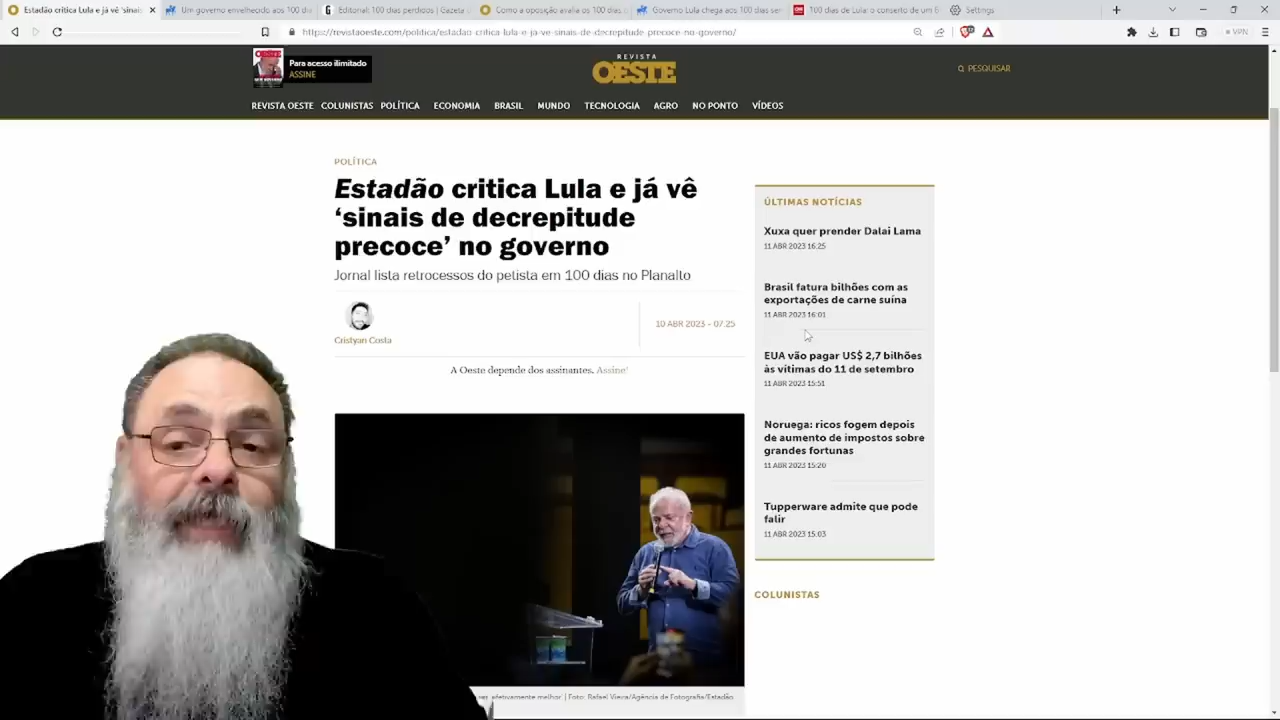 Estadão critica Lula e já vê 'sinais
Um governo envelhecido aos 100 d
Editorial: 100 dias perdidos | Gazeta
Como a oposição avalia os 100 dias
Governo Lula chega aos 100 dias ser
100 dias de Lula: o conserto de um B
Settings
https://revistaoeste.com/politica/estadao-critica-lula-e-ja-ve-sinais-de-decrepitude-precoce-no-governo/
VPN
OESTE
Para acesso ilimitado
ASSINE
REVISTA
OESTE
PESQUISAR
REVISTA OESTE COLUNISTAS POLÍTICA ECONOMIA BRASIL MUNDO TECNOLOGIA AGRO NO PONTO VÍDEOS
POLÍTICA
Estadão critica Lula e já vê
‘sinais de decrepitude
precoce’ no governo
Jornal lista retrocessos do petista em 100 dias no Planalto
Cristyan Costa
10 ABR 2023 - 07:25
A Oeste depende dos assinantes. Assine!
efetivamente melhor' | Foto: Rafael Vieira/Agência de Fotografia/Estadão
ÚLTIMAS NOTÍCIAS
Xuxa quer prender Dalai Lama
11 ABR 2023 16:25
Brasil fatura bilhões com as
exportações de carne suína
11 ABR 2023 16:01
EUA vão pagar US$ 2,7 bilhões
às vítimas do 11 de setembro
11 ABR 2023 15:51
Noruega: ricos fogem depois
de aumento de impostos sobre
grandes fortunas
11 ABR 2023 15:20
Tupperware admite que pode
falir
11 ABR 2023 15:03
COLUNISTAS